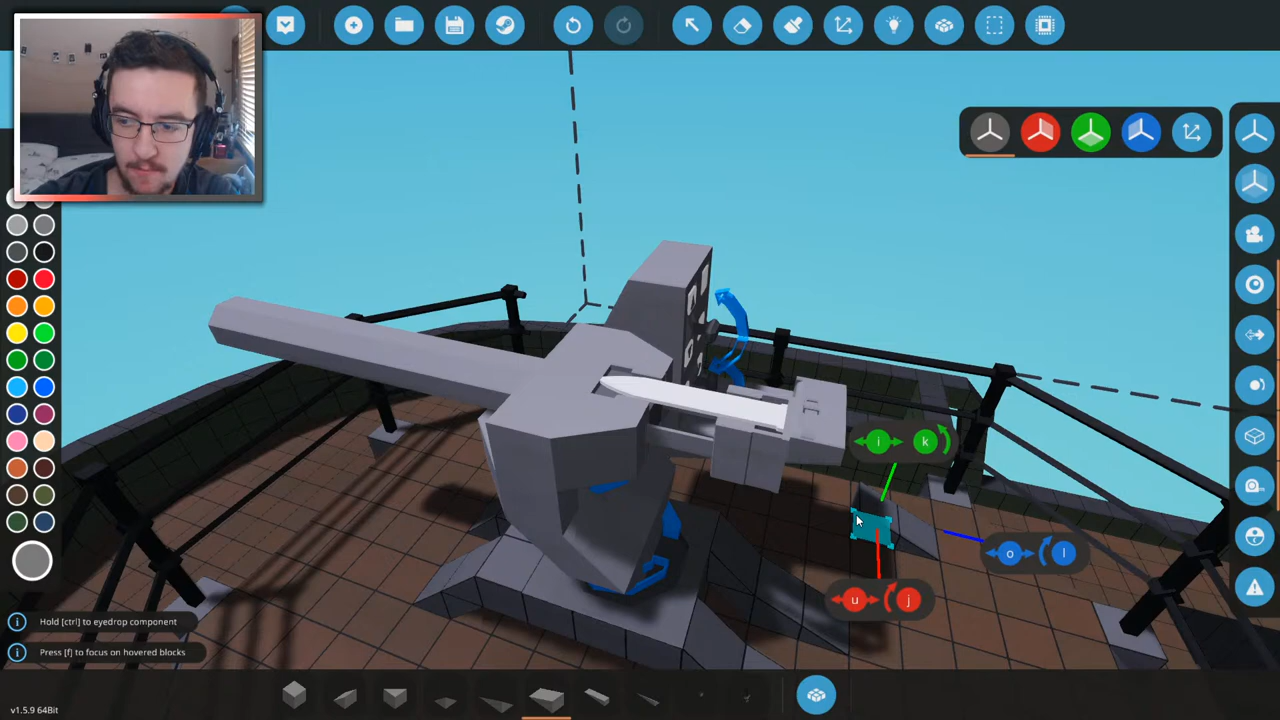 i k
o l
u j
Hold [ctrl] to eyedrop component
Press [f] to focus on hovered blocks
v1.5.9 64Bit